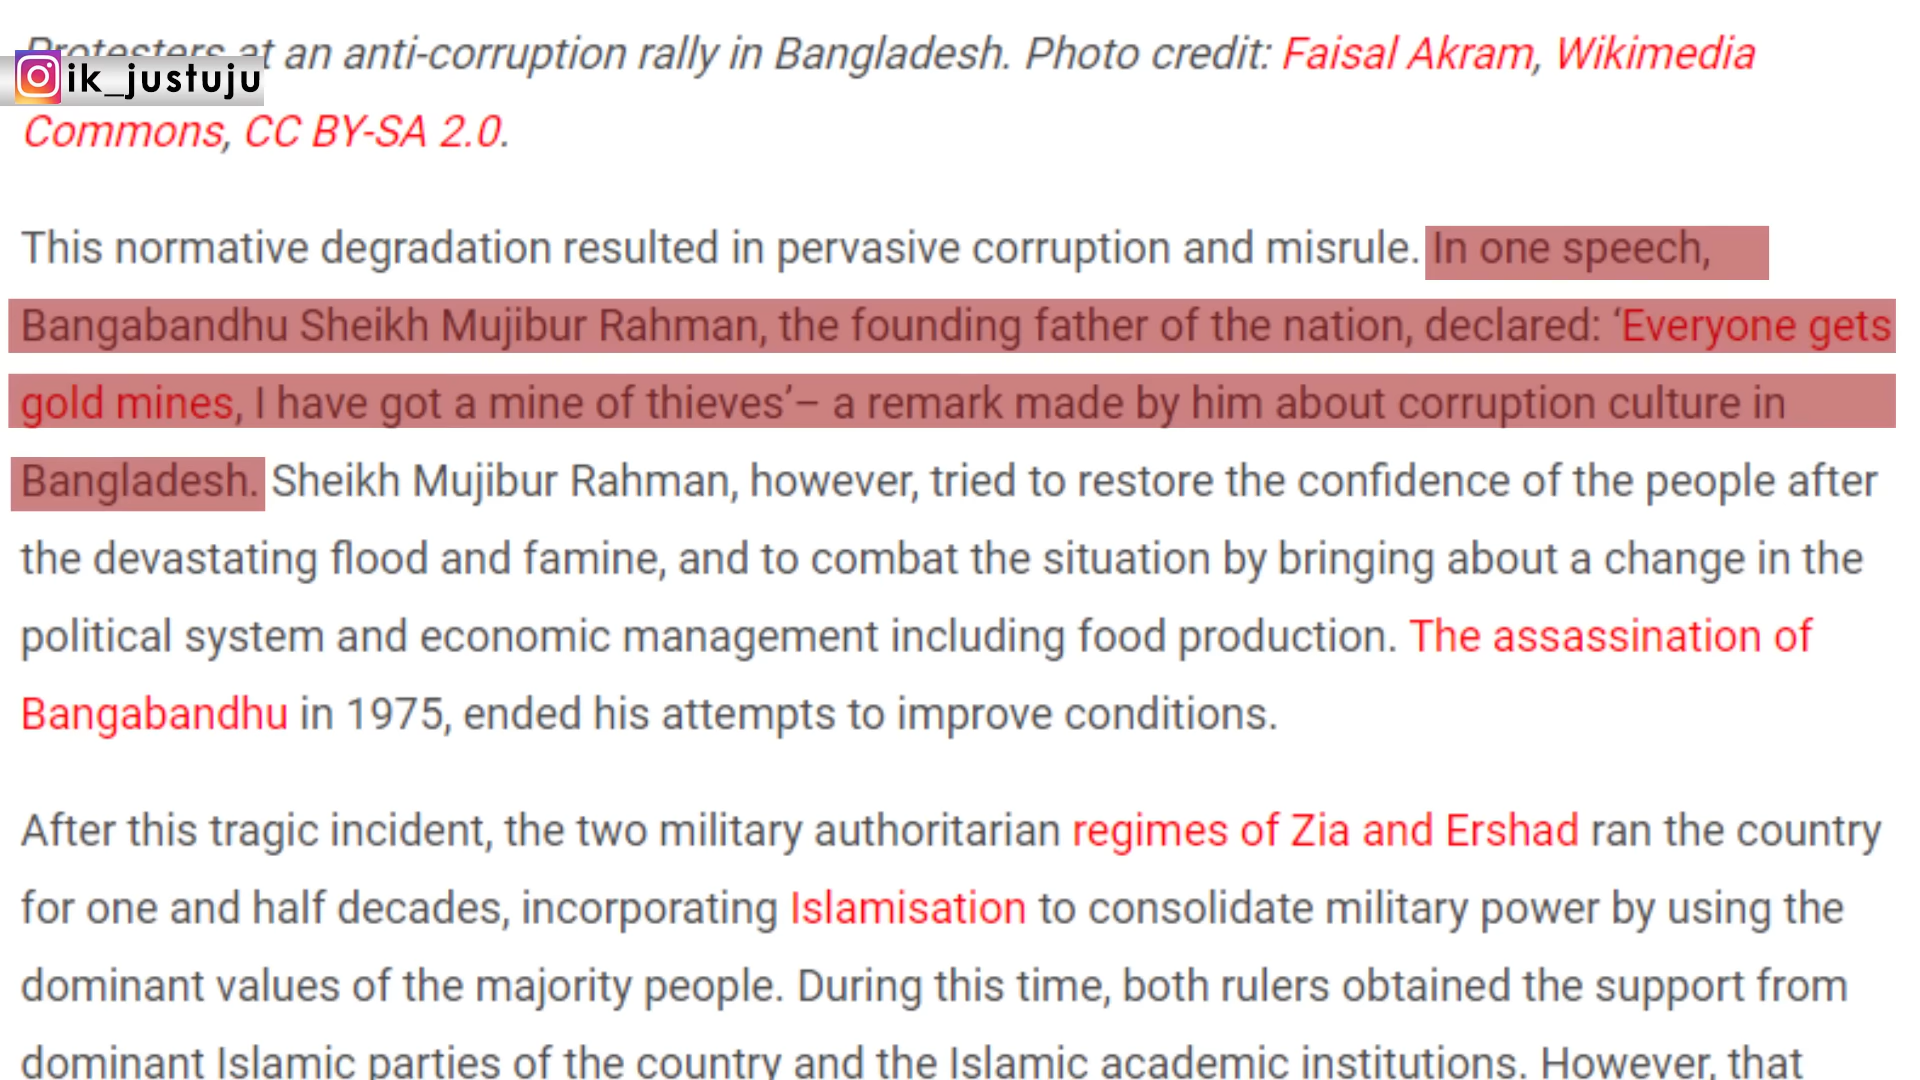 Protesters at an anti-corruption rally in Bangladesh. Photo credit: Faisal Akram, Wikimedia
ik_justuju
Commons, CC BY-SA 2.0.
This normative degradation resulted in pervasive corruption and misrule. In one speech,
Bangabandhu Sheikh Mujibur Rahman, the founding father of the nation, declared: ‘Everyone gets
gold mines, I have got a mine of thieves’– a remark made by him about corruption culture in
Bangladesh. Sheikh Mujibur Rahman, however, tried to restore the confidence of the people after
the devastating flood and famine, and to combat the situation by bringing about a change in the
political system and economic management including food production. The assassination of
Bangabandhu in 1975, ended his attempts to improve conditions.
After this tragic incident, the two military authoritarian regimes of Zia and Ershad ran the country
for one and half decades, incorporating Islamisation to consolidate military power by using the
dominant values of the majority people. During this time, both rulers obtained the support from
dominant Islamic parties of the country and the Islamic academic institutions. However, that